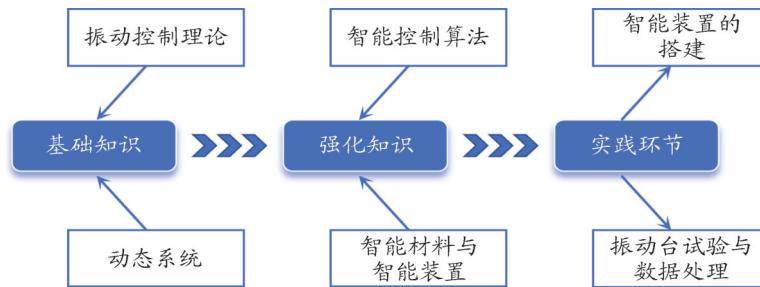 振动控制理论
智能控制算法
智能装置的
搭建
基础知识
强化知识
实践环节
动态系统
智能材料与
智能装置
振动台试验与
数据处理